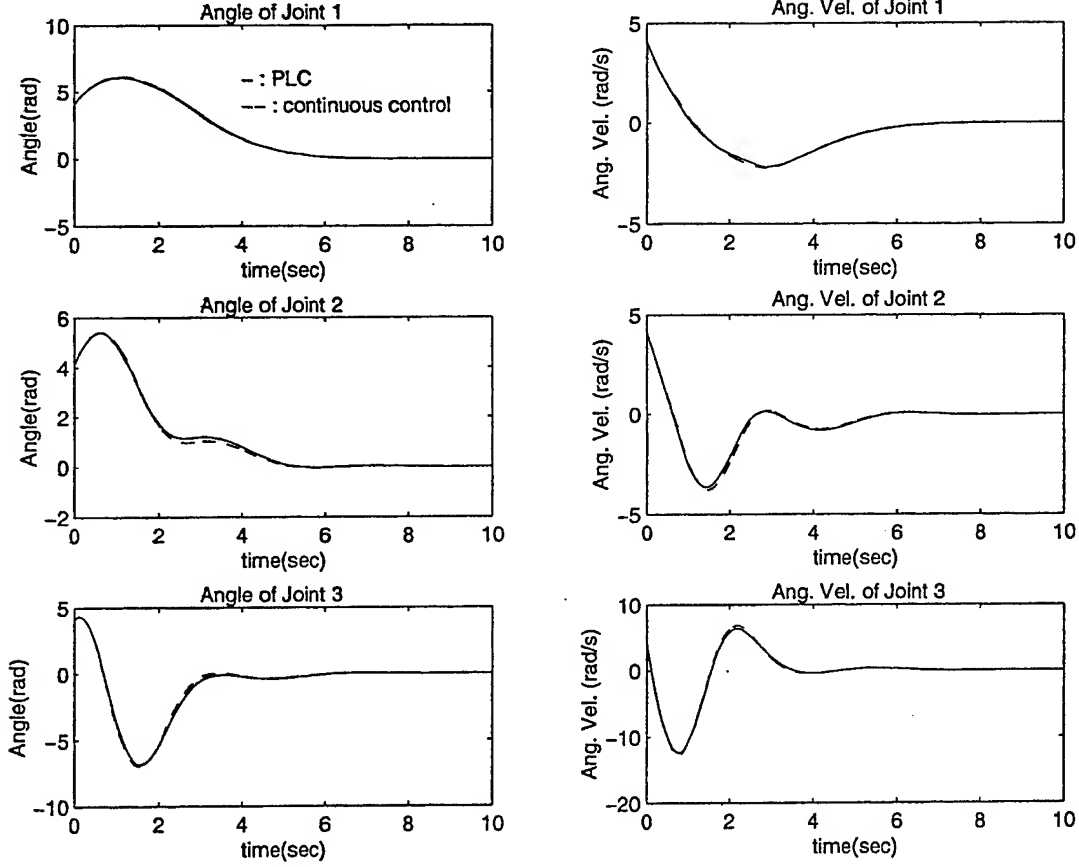 Angle of Joint 1
10
5
0
−5
Angle(rad)
− : PLC
−− : continuous control
0 2 4 6 8 10
time(sec)
Ang. Vel. of Joint 1
5
0
−5
Ang. Vel. (rad/s)
0 2 4 6 8 10
time(sec)
Angle of Joint 2
6
4
2
0
−2
Angle(rad)
0 2 4 6 8 10
time(sec)
Ang. Vel. of Joint 2
5
0
−5
Ang. Vel. (rad/s)
0 2 4 6 8 10
time(sec)
Angle of Joint 3
5
0
−5
−10
Angle(rad)
0 2 4 6 8 10
time(sec)
Ang. Vel. of Joint 3
10
0
−10
−20
Ang. Vel. (rad/s)
0 2 4 6 8 10
time(sec)